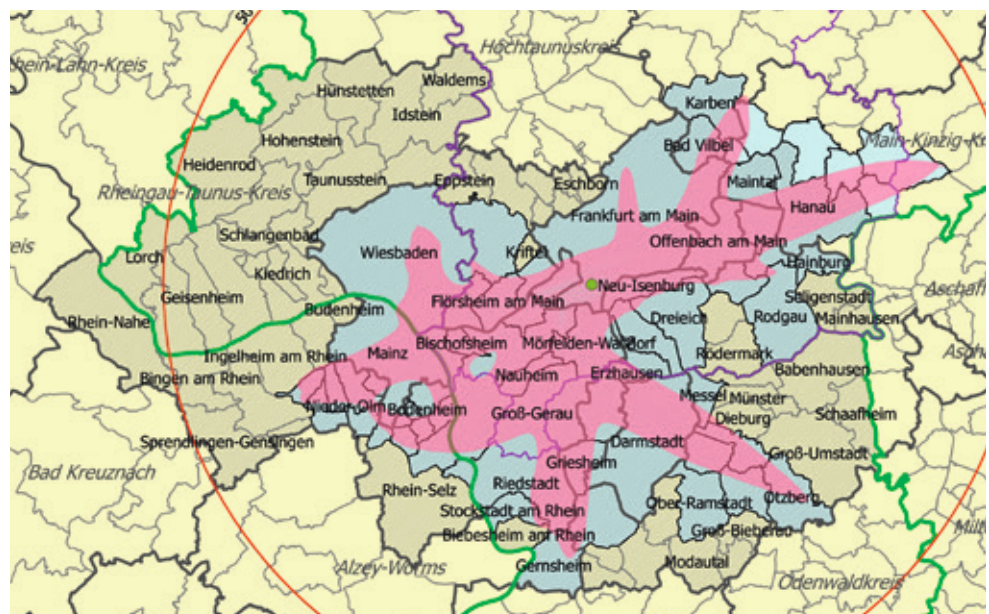 50
Hochtaunuskreis
Rhein-Lahn-Kreis
Waldems
Hünstetten
Idstein
Karben
Hohenstein
Bad Vilbel
Main-Kinzig-Kr
Heidenrod
Taunusstein
Eppstein
Eschborn
Maintal
Rheingau-Taunus-Kreis
Hanau
Frankfurt am Main
Schlangenbad
Wiesbaden
Kriftel
Offenbach am Main
eis
Lorch
Kiedrich
Hainburg
Geisenheim
Neu-Isenburg
Aschaff
Seligenstadt
Flörsheim am Main
Budenheim
Dreieich
Rodgau
Mainhausen
Rhein-Nahe
Bischofsheim
Mörfelden-Walldorf
Mainz
Rödermark
Asch
Ingelheim am Rhein
Babenhausen
Bingen am Rhein
Nauheim
Erzhausen
Messel
Münster
Nieder-Olm
Bodenheim
Groß-Gerau
Dieburg
Schaafheim
Sprendlingen-Gensingen
Darmstadt
Groß-Umstadt
Bad Kreuznach
Griesheim
Rhein-Selz
Riedstadt
Ober-Ramstadt
Otzberg
Stockstadt am Rhein
Groß-Bieberau
Milt
Biebesheim am Rhein
Alzey-Worms
Gernsheim
Modautal
Odenwaldkreis